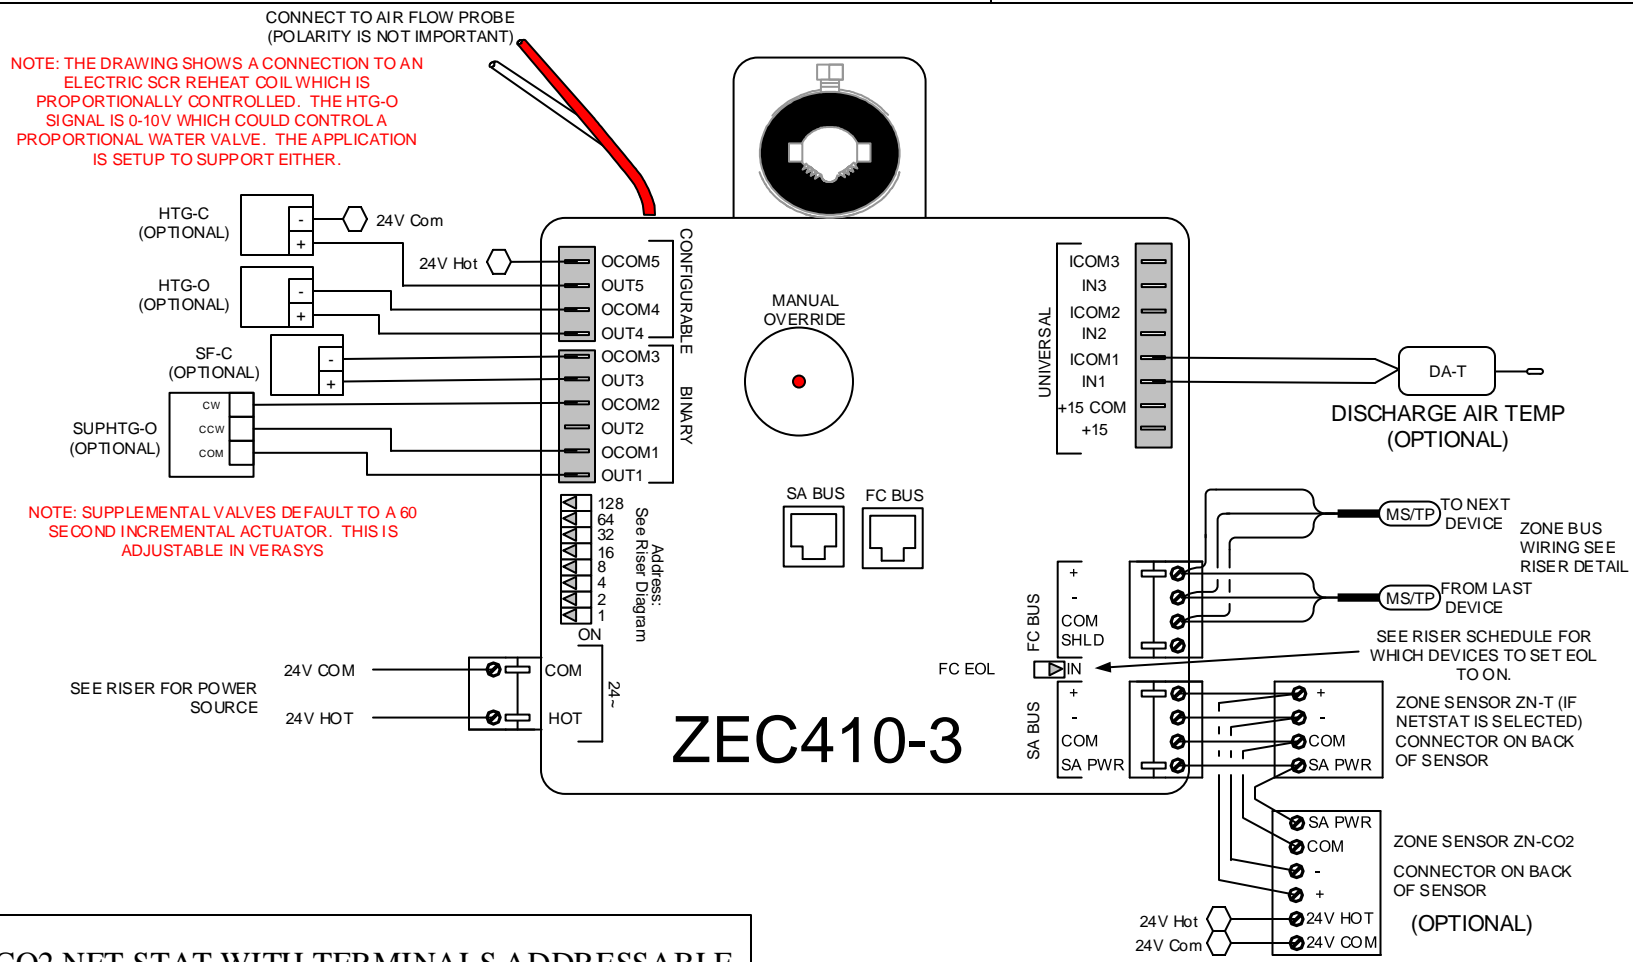 CONNECT TO AIR FLOW PROBE
(POLARITY IS NOT IMPORTANT)
NOTE: THE DRAWING SHOWS A CONNECTION TO AN
ELECTRIC SCR REHEAT COIL WHICH IS
PROPORTIONALLY CONTROLLED. THE HTG-O
SIGNAL IS 0-10V WHICH COULD CONTROL A
PROPORTIONAL WATER VALVE. THE APPLICATION
IS SETUP TO SUPPORT EITHER.
HTG-C
(OPTIONAL)
-
+
24V Com
24V Hot
HTG-O
(OPTIONAL)
-
+
SF-C
(OPTIONAL)
-
+
SUPHTG-O
(OPTIONAL)
CW
CCW
COM
OCOM5
OUT5
OCOM4
OUT4
OCOM3
OUT3
OCOM2
OUT2
OCOM1
OUT1
CONFIGURABLE
BINARY
NOTE: SUPPLEMENTAL VALVES DEFAULT TO A 60
SECOND INCREMENTAL ACTUATOR. THIS IS
ADJUSTABLE IN VERASYS
128
64
32
16
8
4
2
1
ON
Address:
See Riser Diagram
24V COM
24V HOT
SEE RISER FOR POWER
SOURCE
COM
HOT
24~
MANUAL
OVERRIDE
SA BUS
FC BUS
ZEC410-3
UNIVERSAL
ICOM3
IN3
ICOM2
IN2
ICOM1
IN1
+15 COM
+15
DA-T
DISCHARGE AIR TEMP
(OPTIONAL)
FC BUS
+
-
COM
SHLD
FC EOL
IN
SA BUS
+
-
COM
SA PWR
MS/TP
TO NEXT
DEVICE
MS/TP
FROM LAST
DEVICE
ZONE BUS
WIRING SEE
RISER DETAIL
SEE RISER SCHEDULE FOR
WHICH DEVICES TO SET EOL
TO ON.
+
-
COM
SA PWR
ZONE SENSOR ZN-T (IF
NETSTAT IS SELECTED)
CONNECTOR ON BACK
OF SENSOR
SA PWR
COM
-
+
24V HOT
24V COM
24V Hot
24V Com
ZONE SENSOR ZN-CO2
CONNECTOR ON BACK
OF SENSOR
(OPTIONAL)
CO2 NET STAT WITH TERMINALS ADDRESSABLE